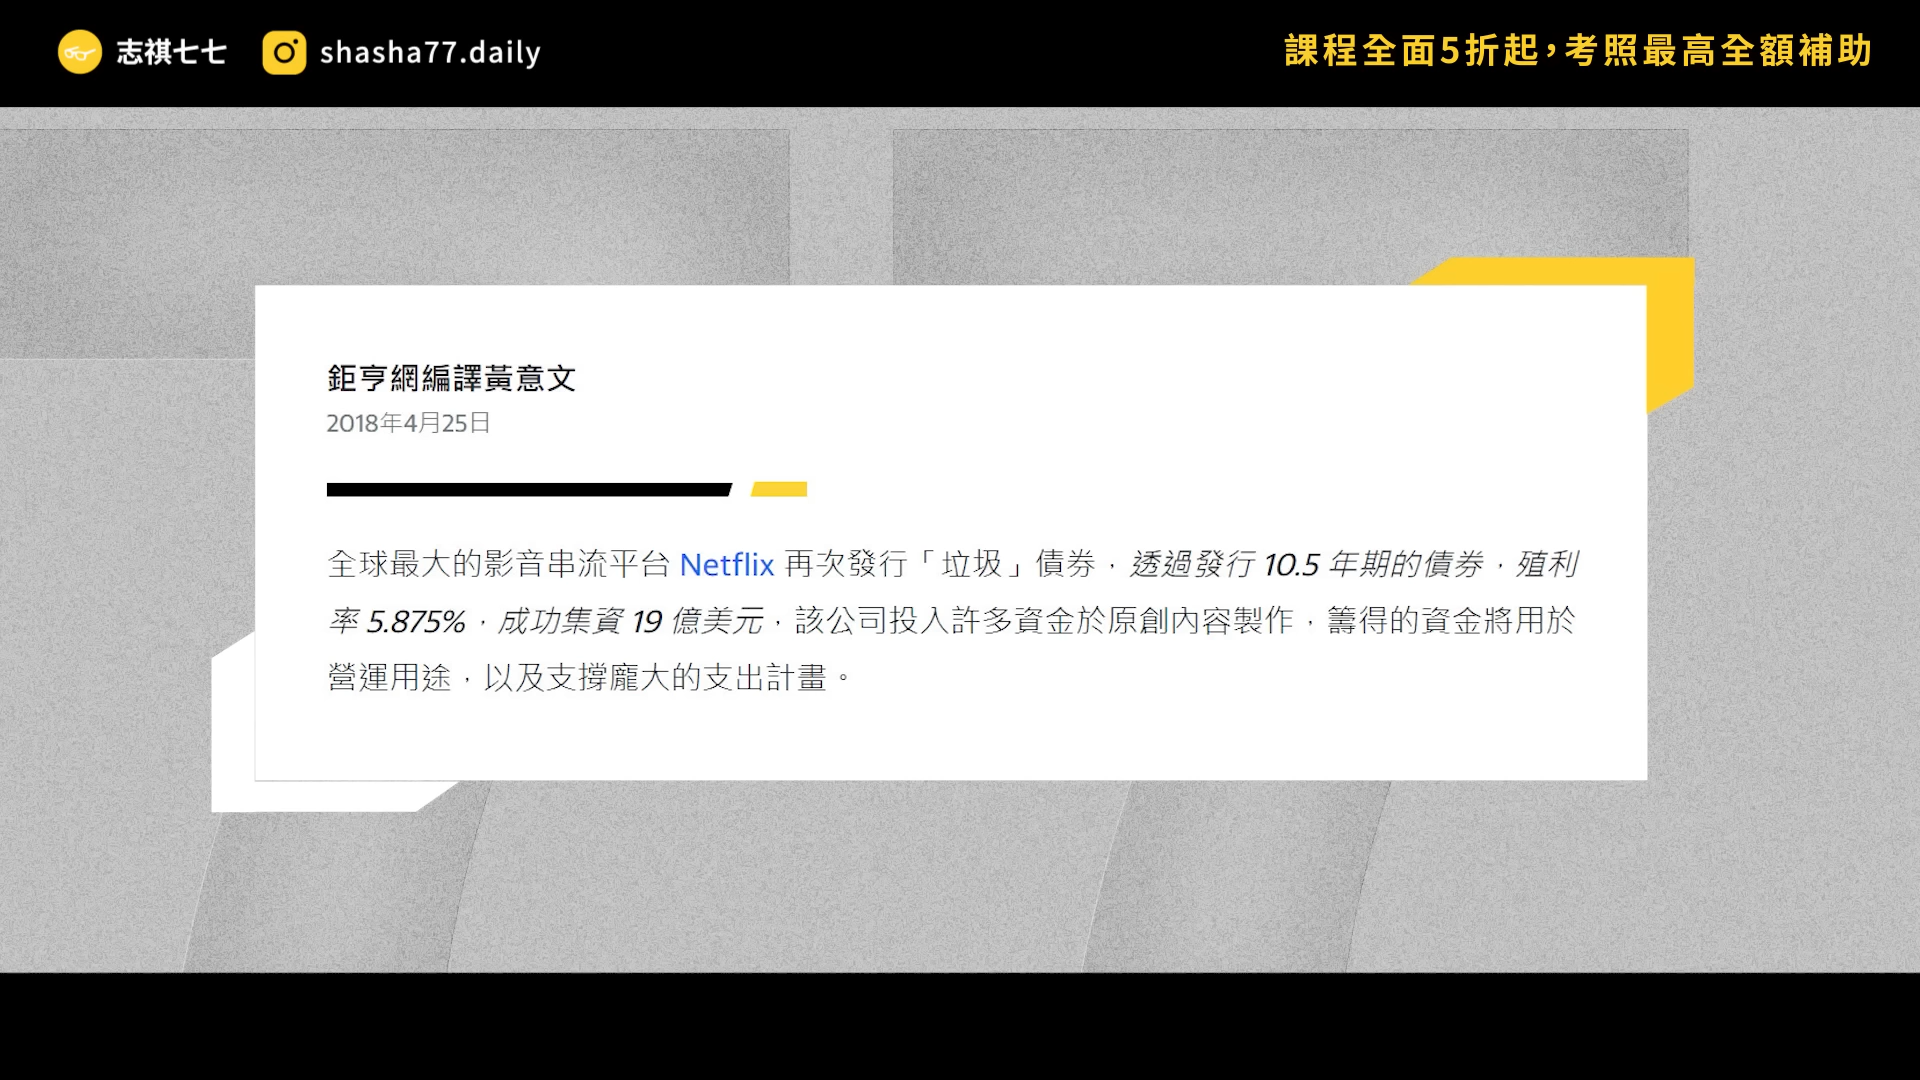 志祺七七 shasha77.daily 課程全面5折起，考照最高全額補助
鉅亨網編譯黃意文
2018年4月25日
全球最大的影音串流平台 Netflix 再次發行「垃圾」債券，透過發行 10.5 年期的債券，殖利
率 5.875%，成功集資 19 億美元，該公司投入許多資金於原創內容製作，籌得的資金將用於
營運用途，以及支撐龐大的支出計畫。